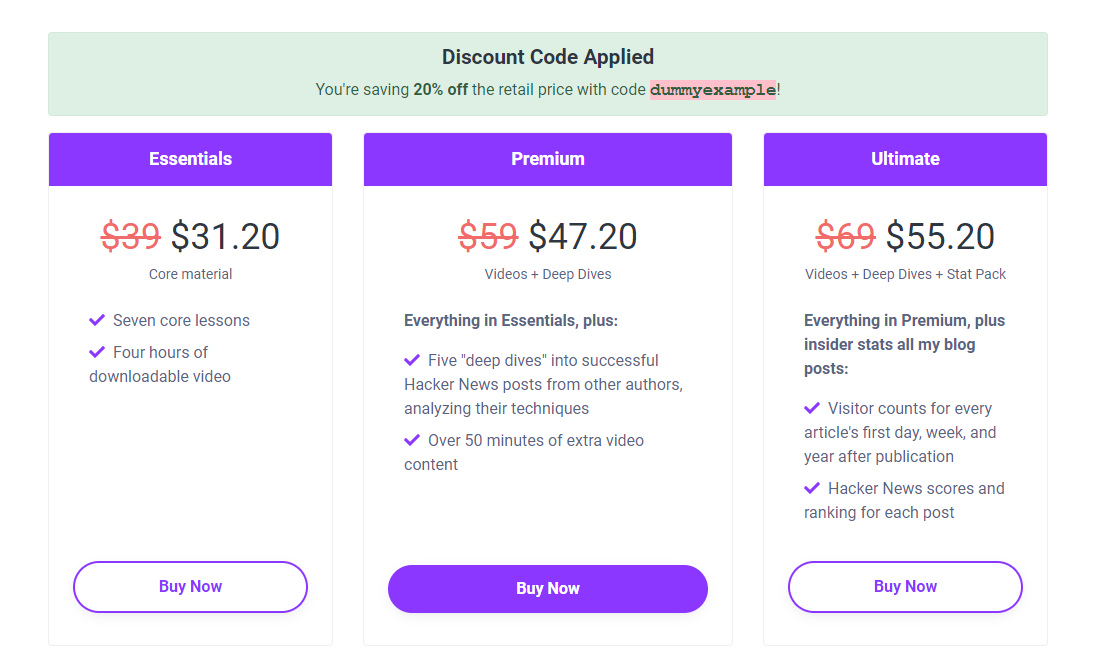 Discount Code Applied
You're saving 20% off the retail price with code dummyexample!
Essentials
$39 $31.20
Core material
Seven core lessons
Four hours of
downloadable video
Buy Now
Premium
$59 $47.20
Videos + Deep Dives
Everything in Essentials, plus:
Five "deep dives" into successful
Hacker News posts from other authors,
analyzing their techniques
Over 50 minutes of extra video
content
Buy Now
Ultimate
$69 $55.20
Videos + Deep Dives + Stat Pack
Everything in Premium, plus
insider stats all my blog
posts:
Visitor counts for every
article's first day, week, and
year after publication
Hacker News scores and
ranking for each post
Buy Now